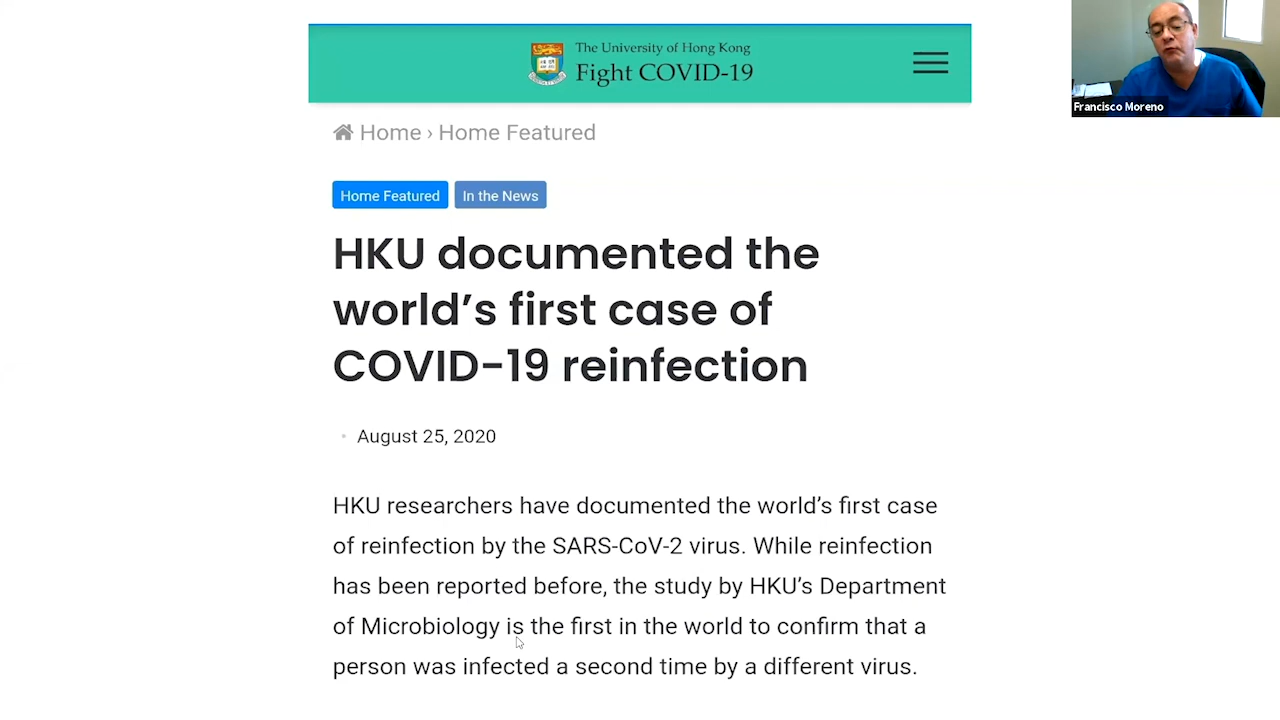 The University of Hong Kong
Fight COVID-19
Francisco Moreno
Home › Home Featured
Home Featured
In the News
HKU documented the
world’s first case of
COVID-19 reinfection
August 25, 2020
HKU researchers have documented the world’s first case
of reinfection by the SARS-CoV-2 virus. While reinfection
has been reported before, the study by HKU’s Department
of Microbiology is the first in the world to confirm that a
person was infected a second time by a different virus.